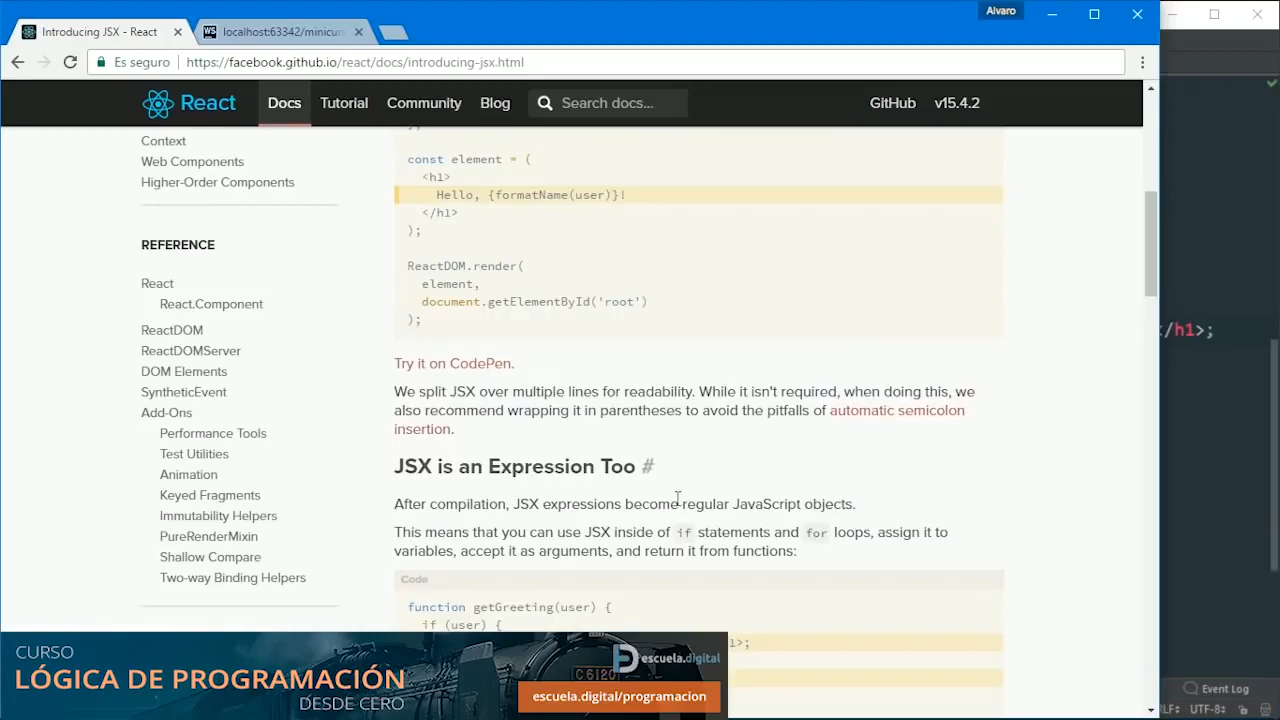 Alvaro
Introducing JSX - React
WS localhost:63342/minicurs
Es seguro
https://facebook.github.io/react/docs/introducing-jsx.html
React
Docs
Tutorial
Community
Blog
Search docs...
GitHub
v15.4.2
Context
Web Components
Higher-Order Components
REFERENCE
React
React.Component
ReactDOM
ReactDOMServer
DOM Elements
SyntheticEvent
Add-Ons
Performance Tools
Test Utilities
Animation
Keyed Fragments
Immutability Helpers
PureRenderMixin
Shallow Compare
Two-way Binding Helpers
};
const element = (
<h1>
Hello, {formatName(user)}!
</h1>
);
ReactDOM.render(
element,
document.getElementById('root')
);
Try it on CodePen.
We split JSX over multiple lines for readability. While it isn't required, when doing this, we
also recommend wrapping it in parentheses to avoid the pitfalls of automatic semicolon
insertion.
JSX is an Expression Too #
After compilation, JSX expressions become regular JavaScript objects.
This means that you can use JSX inside of if statements and for loops, assign it to
variables, accept it as arguments, and return it from functions:
Code
function getGreeting(user) {
if (user) {
1>;
/h1>;
CURSO
LÓGICA DE PROGRAMACIÓN
DESDE CERO
C6120
escuela.digital
escuela.digital/programacion
Event Log
LF÷ UTF-8÷